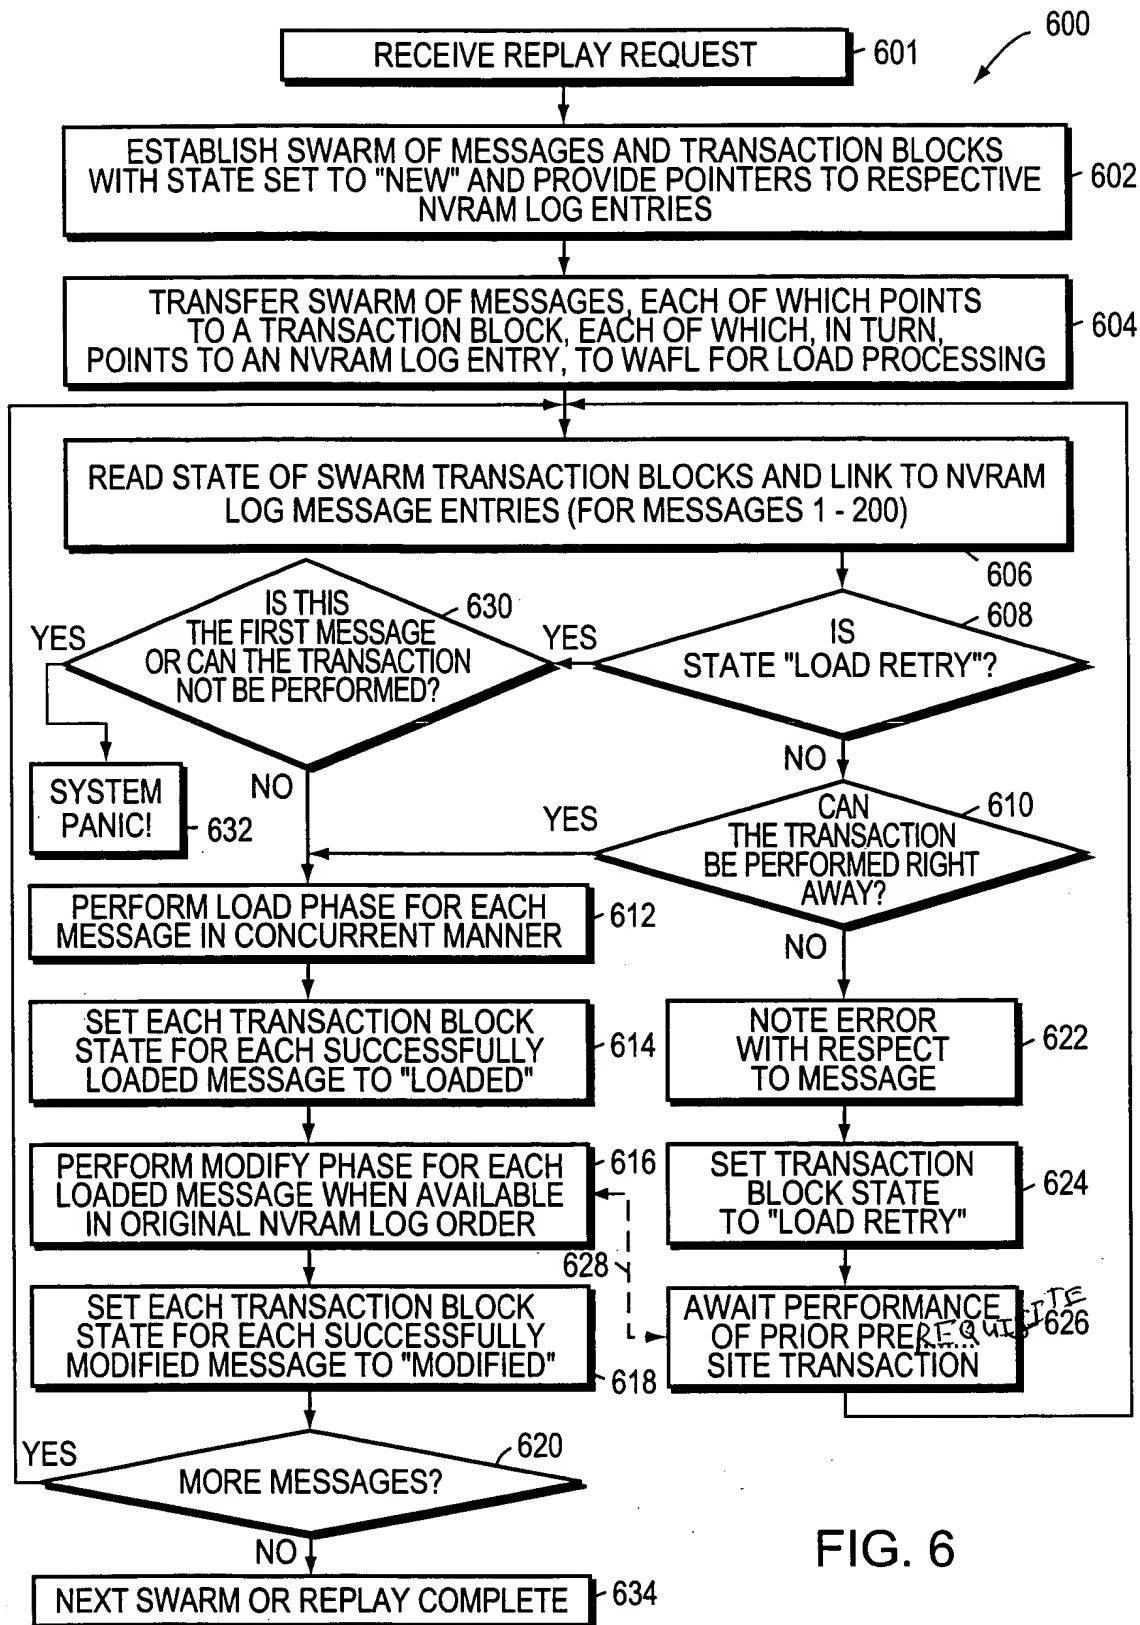 600
RECEIVE REPLAY REQUEST
601
ESTABLISH SWARM OF MESSAGES AND TRANSACTION BLOCKS
WITH STATE SET TO "NEW" AND PROVIDE POINTERS TO RESPECTIVE
NVRAM LOG ENTRIES
602
TRANSFER SWARM OF MESSAGES, EACH OF WHICH POINTS
TO A TRANSACTION BLOCK, EACH OF WHICH, IN TURN,
POINTS TO AN NVRAM LOG ENTRY, TO WAFL FOR LOAD PROCESSING
604
READ STATE OF SWARM TRANSACTION BLOCKS AND LINK TO NVRAM
LOG MESSAGE ENTRIES (FOR MESSAGES 1 - 200)
606
IS
STATE "LOAD RETRY"?
608
YES
NO
IS THIS
THE FIRST MESSAGE
OR CAN THE TRANSACTION
NOT BE PERFORMED?
630
YES
NO
SYSTEM
PANIC!
632
CAN
THE TRANSACTION
BE PERFORMED RIGHT
AWAY?
610
YES
NO
PERFORM LOAD PHASE FOR EACH
MESSAGE IN CONCURRENT MANNER
612
SET EACH TRANSACTION BLOCK
STATE FOR EACH SUCCESSFULLY
LOADED MESSAGE TO "LOADED"
614
NOTE ERROR
WITH RESPECT
TO MESSAGE
622
PERFORM MODIFY PHASE FOR EACH
LOADED MESSAGE WHEN AVAILABLE
IN ORIGINAL NVRAM LOG ORDER
616
SET TRANSACTION
BLOCK STATE
TO "LOAD RETRY"
624
628
SET EACH TRANSACTION BLOCK
STATE FOR EACH SUCCESSFULLY
MODIFIED MESSAGE TO "MODIFIED"
618
AWAIT PERFORMANCE
OF PRIOR PREREQUISITE
SITE TRANSACTION
626
MORE MESSAGES?
620
YES
NO
NEXT SWARM OR REPLAY COMPLETE
634
FIG. 6